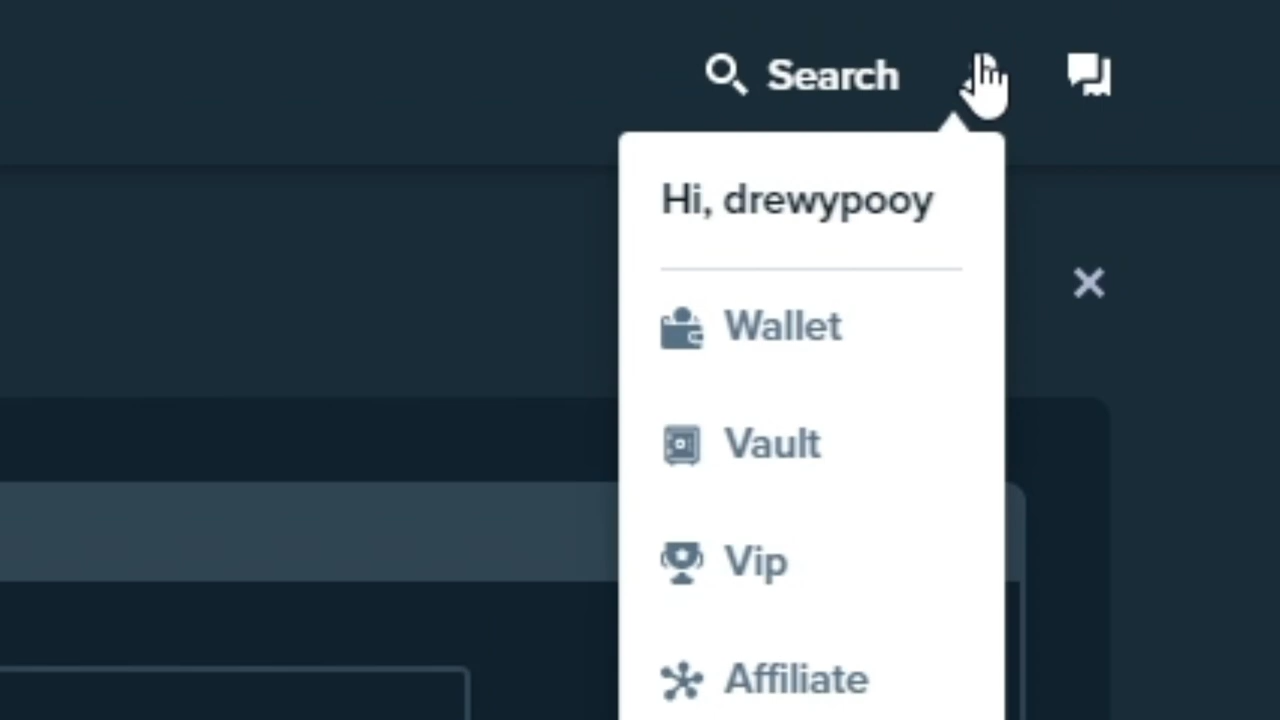 Search
Hi, drewypooy
Wallet
Vault
Vip
Affiliate